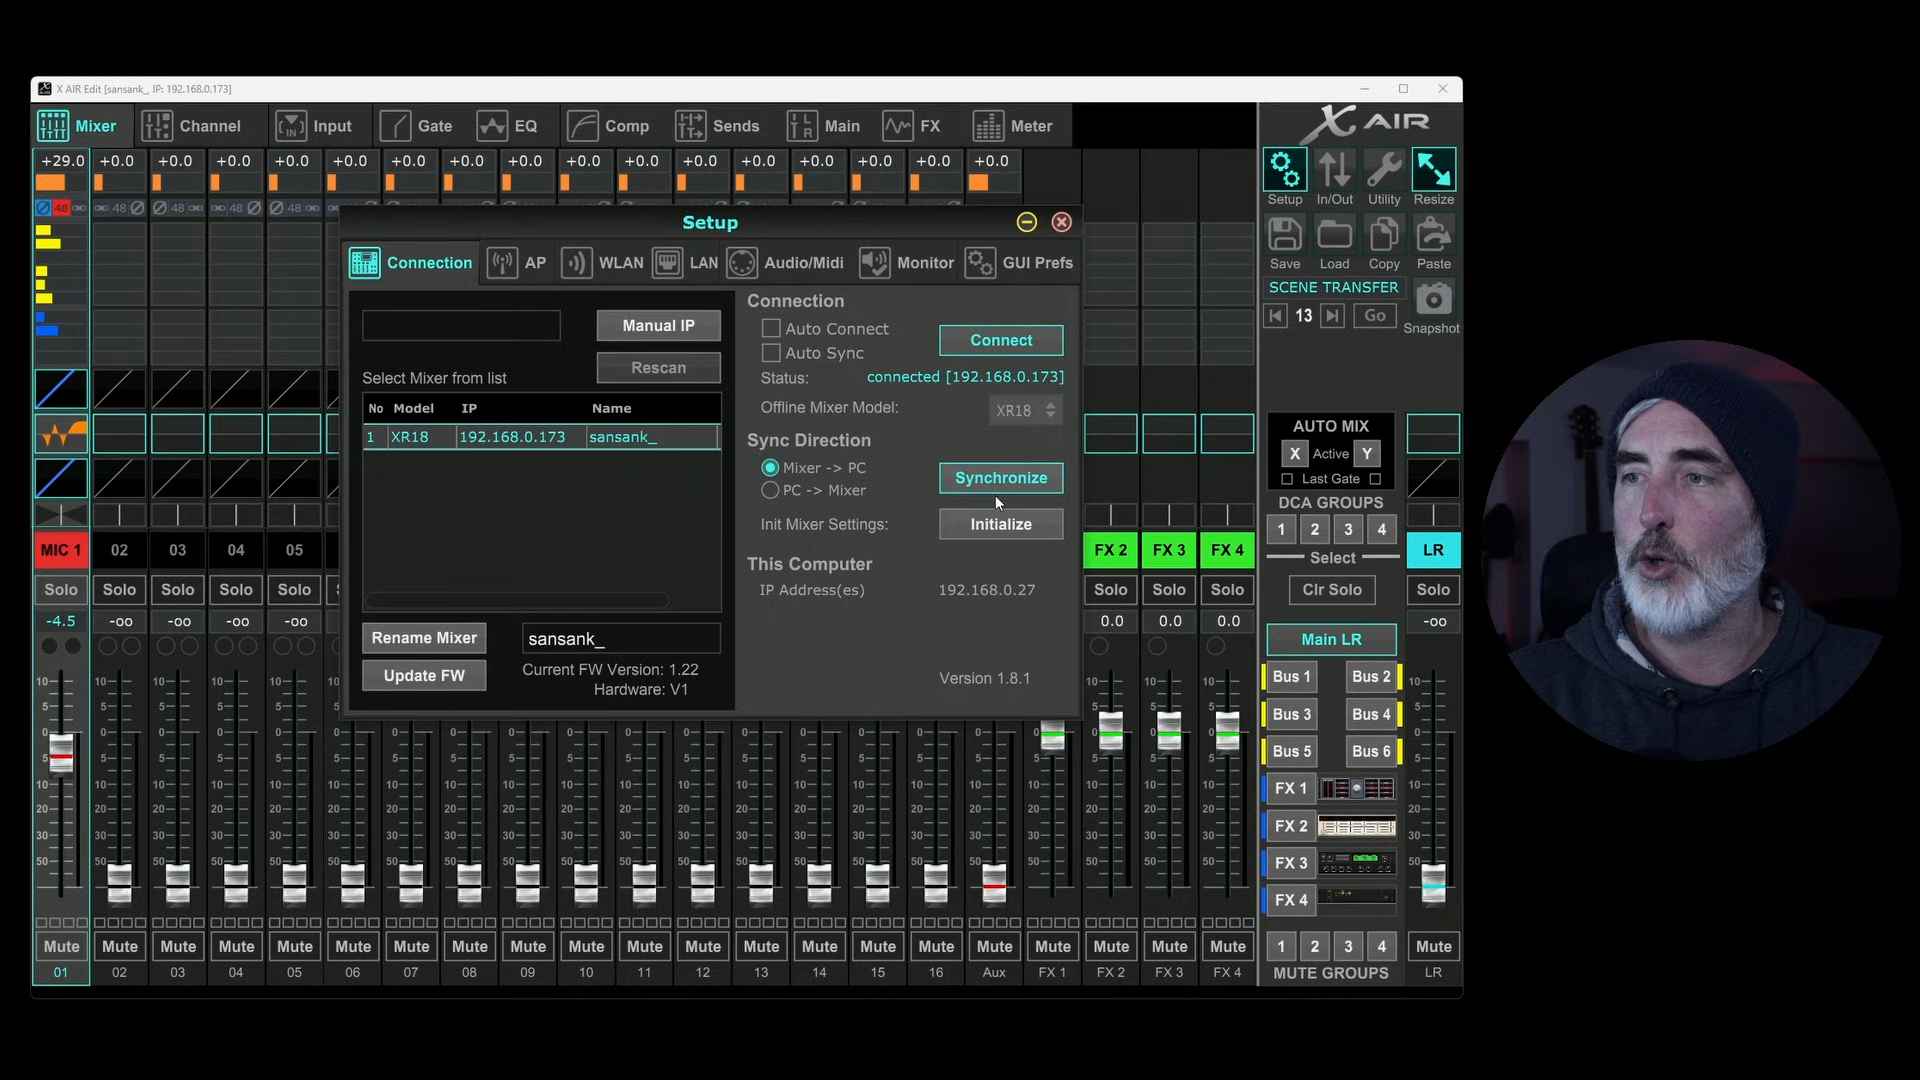 X AIR Edit [sansank_, IP: 192.168.0.173]
Mixer Channel Input Gate EQ Comp Sends Main FX Meter
X AIR
+29.0 +0.0 +0.0 +0.0 +0.0 +0.0 +0.0 +0.0 +0.0 +0.0 +0.0 +0.0 +0.0 +0.0 +0.0 +0.0 +0.0
48 48 48 48 48
Setup In/Out Utility Resize
Save Load Copy Paste
SCENE TRANSFER
13 Go
Snapshot
Setup
Connection AP WLAN LAN Audio/Midi Monitor GUI Prefs
Manual IP
Rescan
Select Mixer from list
No Model IP Name
1 XR18 192.168.0.173 sansank_
Rename Mixer sansank_
Update FW
Current FW Version: 1.22
Hardware: V1
Connection
Auto Connect
Connect
Auto Sync
Status: connected [192.168.0.173]
Offline Mixer Model: XR18
Sync Direction
Mixer -> PC
Synchronize
PC -> Mixer
Init Mixer Settings: Initialize
This Computer
IP Address(es) 192.168.0.27
Version 1.8.1
AUTO MIX
X Active Y
Last Gate
DCA GROUPS
1 2 3 4
Select
Clr Solo
Main LR
Bus 1 Bus 2
Bus 3 Bus 4
Bus 5 Bus 6
FX 1
FX 2
FX 3
FX 4
1 2 3 4
MUTE GROUPS
MIC 1 02 03 04 05 FX 2 FX 3 FX 4 LR
Solo Solo Solo Solo Solo Solo Solo Solo Solo
-4.5 -oo -oo -oo -oo 0.0 0.0 0.0 -oo
10
5
0
5
10
20
30
50
Mute Mute Mute Mute Mute Mute Mute Mute Mute Mute Mute Mute Mute Mute Mute Mute Mute Mute Mute Mute Mute Mute
01 02 03 04 05 06 07 08 09 10 11 12 13 14 15 16 Aux FX 1 FX 2 FX 3 FX 4 LR